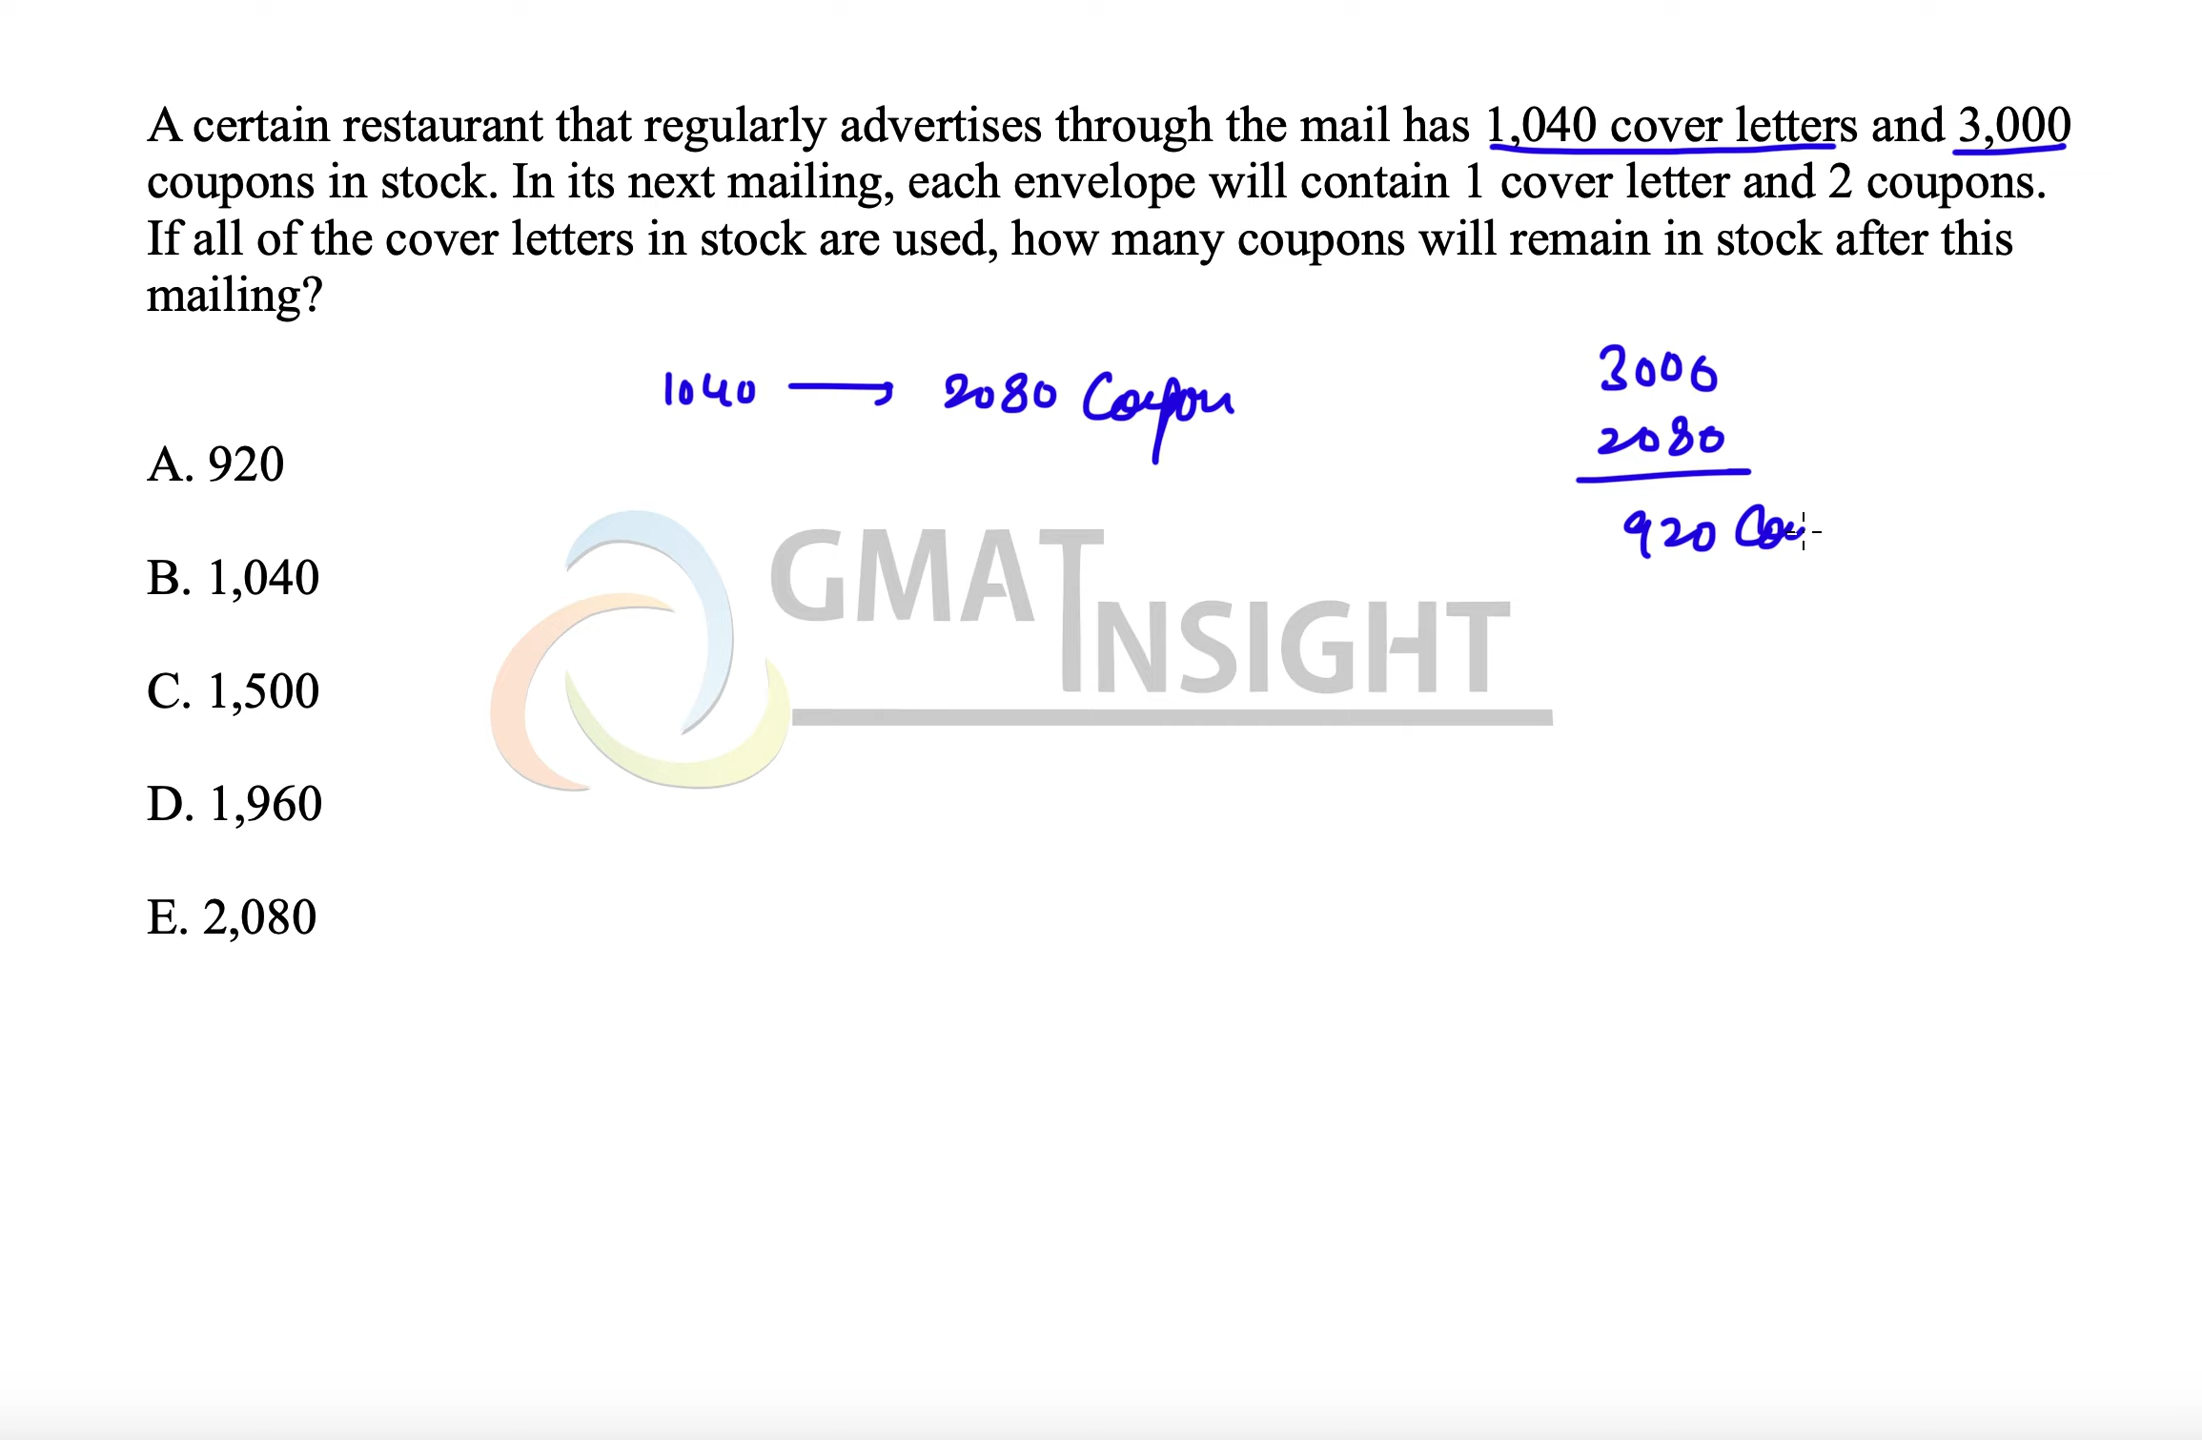 A certain restaurant that regularly advertises through the mail has 1,040 cover letters and 3,000
coupons in stock. In its next mailing, each envelope will contain 1 cover letter and 2 coupons.
If all of the cover letters in stock are used, how many coupons will remain in stock after this
mailing?
1040 → 2080 Coupon
3000
2080
920 Cou
A. 920
B. 1,040
C. 1,500
D. 1,960
E. 2,080
GMAT INSIGHT